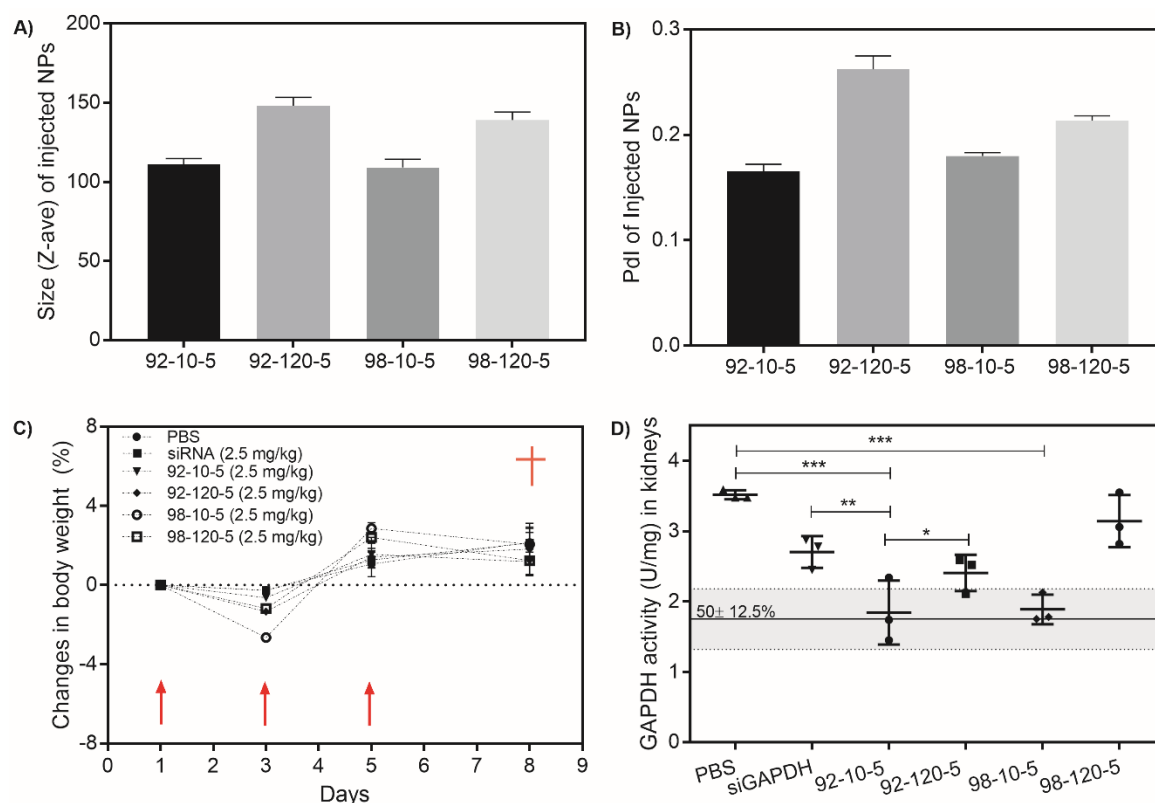 A)
Size (Z-ave) of injected NPs
200
150
100
50
0
92-10-5 92-120-5 98-10-5 98-120-5
B)
PdI of Injected NPs
0.3
0.2
0.1
0.0
92-10-5 92-120-5 98-10-5 98-120-5
C)
Changes in body weight (%)
8
4
0
-4
-8
PBS
siRNA (2.5 mg/kg)
92-10-5 (2.5 mg/kg)
92-120-5 (2.5 mg/kg)
98-10-5 (2.5 mg/kg)
98-120-5 (2.5 mg/kg)
0 1 2 3 4 5 6 7 8 9
Days
D)
GAPDH activity (U/mg) in kidneys
4
3
2
1
0
***
***
**
*
50± 12.5%
PBS siGAPDH 92-10-5 92-120-5 98-10-5 98-120-5